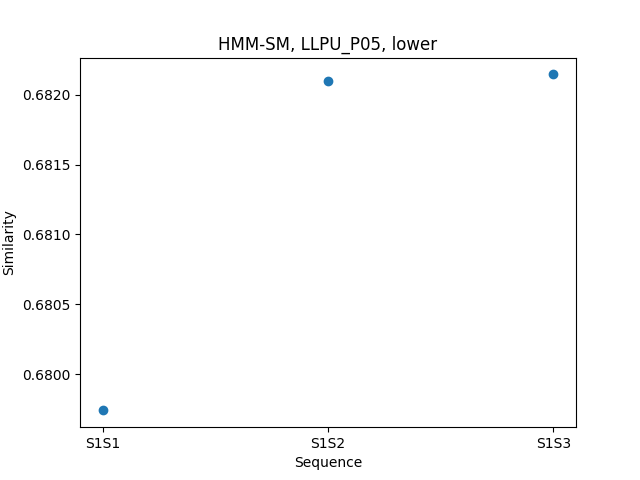 HMM-SM, LLPU_P05, lower
0.6820
0.6815
0.6810
0.6805
0.6800
Similarity
S1S1 S1S2 S1S3
Sequence